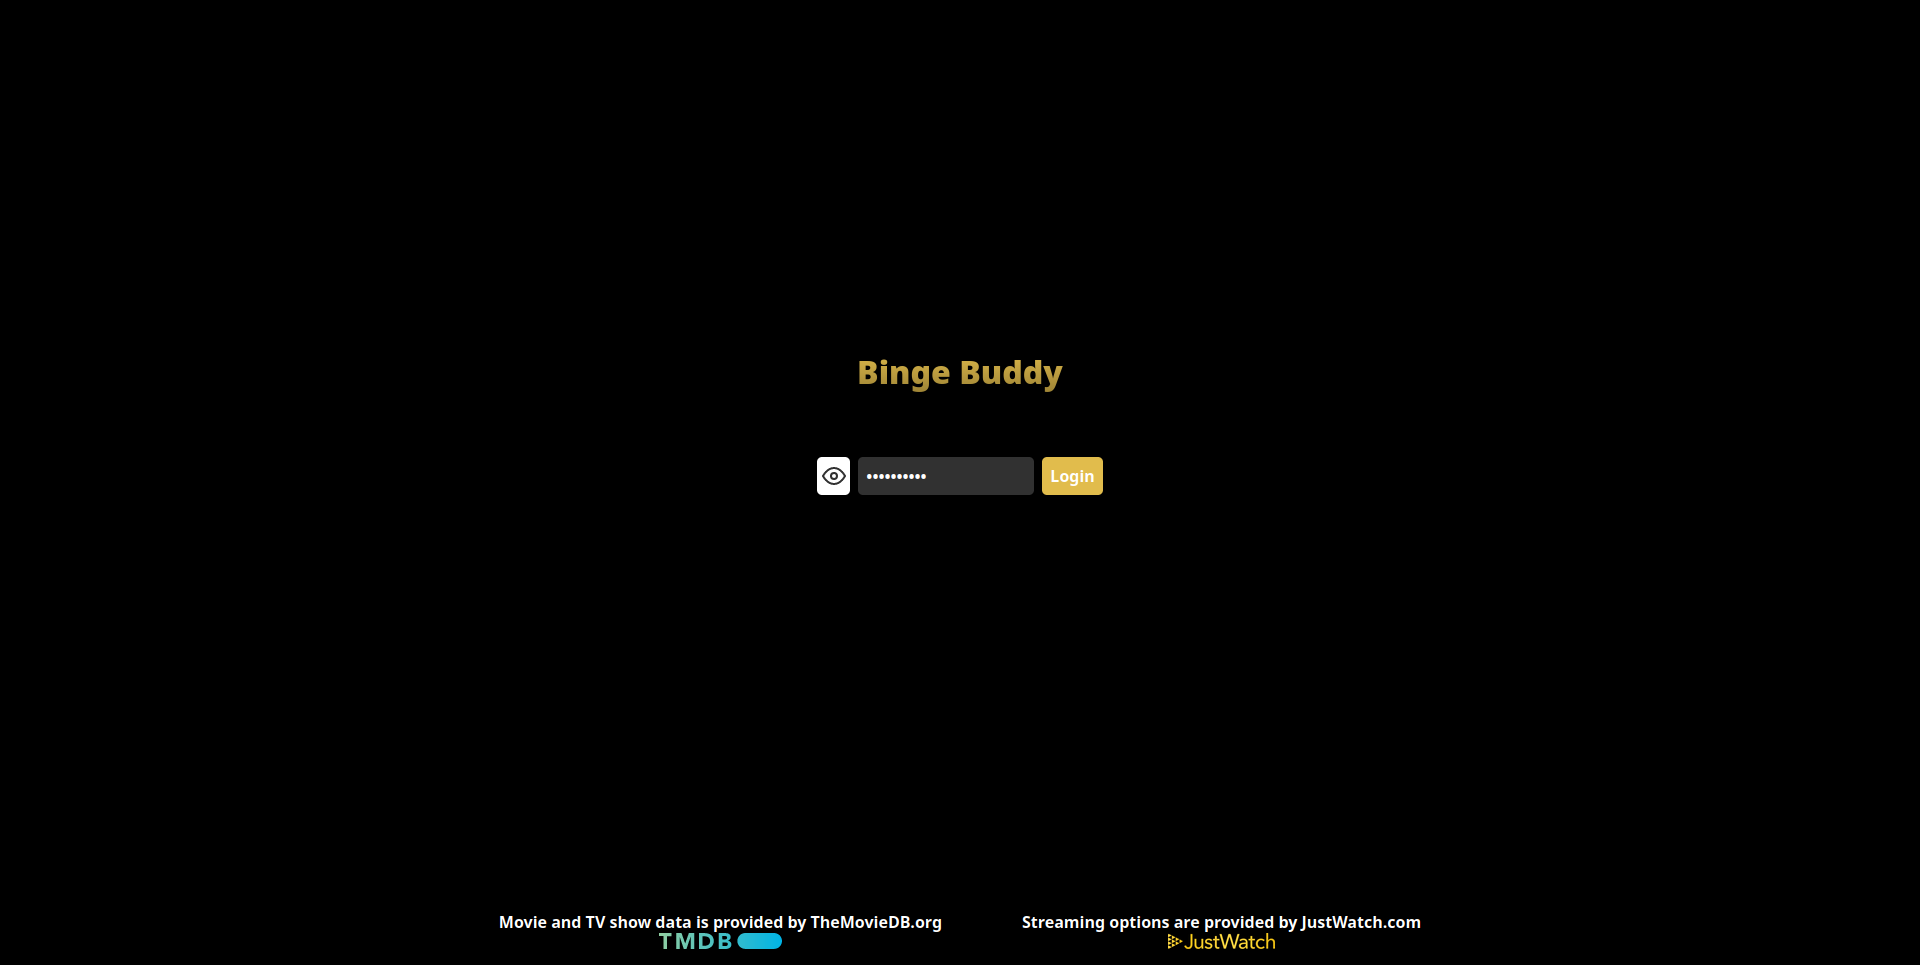 Binge Buddy
••••••••••
Login
Movie and TV show data is provided by TheMovieDB.org
TMDB
Streaming options are provided by JustWatch.com
JustWatch